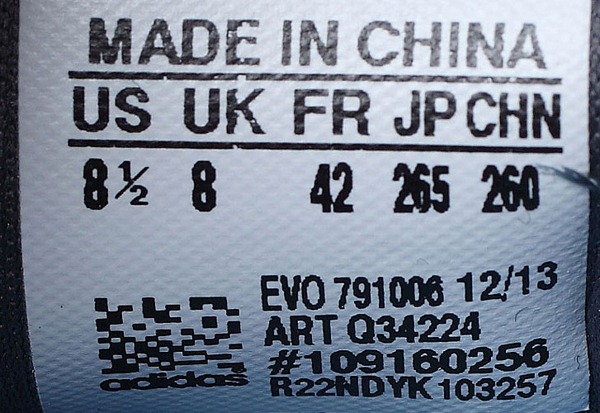 MADE IN CHINA
US UK FR JP CHN
8½ 8 42 265 260
EVO 791006 12/13
ART Q34224
#109160256
adidas R22NDYK 103257